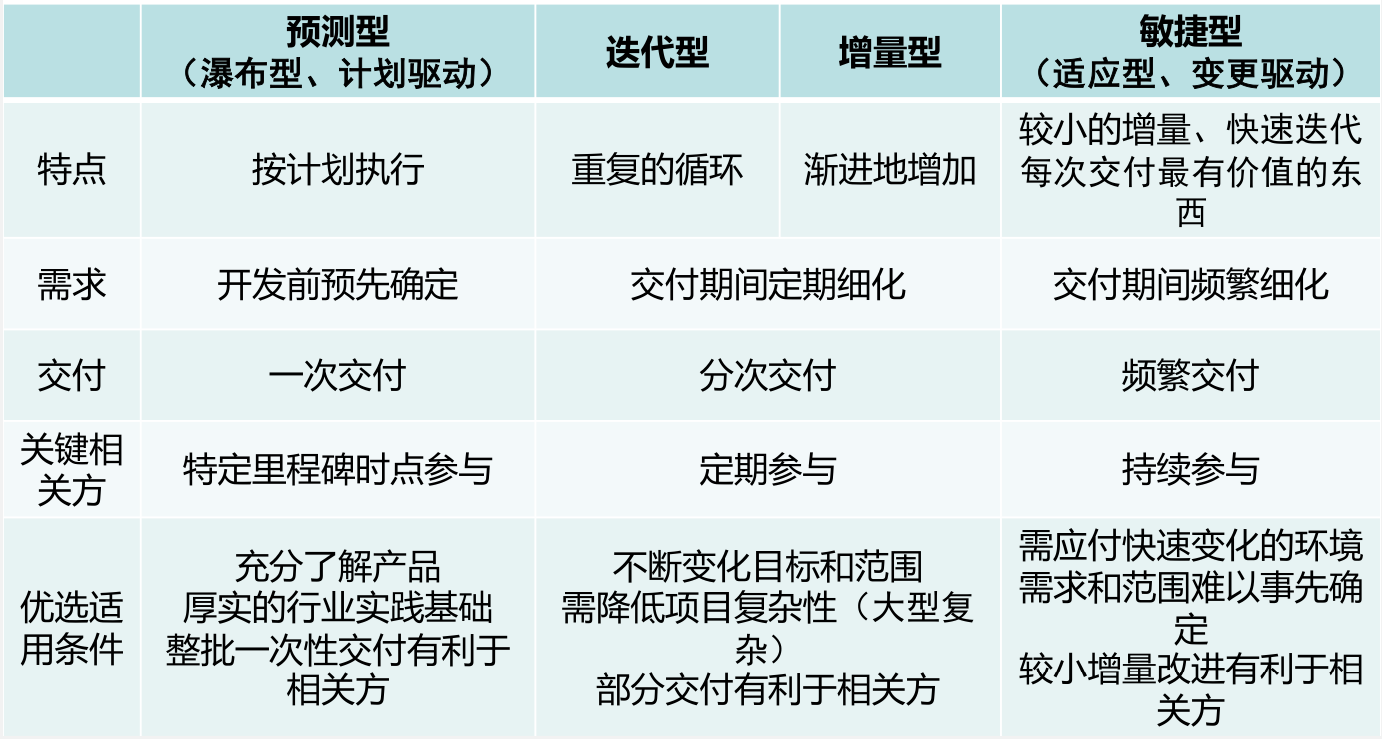 预测型
（瀑布型、计划驱动）
迭代型
增量型
敏捷型
（适应型、变更驱动）
特点
按计划执行
重复的循环
渐进地增加
较小的增量、快速迭代
每次交付最有价值的东
西
需求
开发前预先确定
交付期间定期细化
交付期间频繁细化
交付
一次交付
分次交付
频繁交付
关键相
关方
特定里程碑时点参与
定期参与
持续参与
优选适
用条件
充分了解产品
厚实的行业实践基础
整批一次性交付有利于
相关方
不断变化目标和范围
需降低项目复杂性（大型复
杂）
部分交付有利于相关方
需应付快速变化的环境
需求和范围难以事先确
定
较小增量改进有利于相
关方